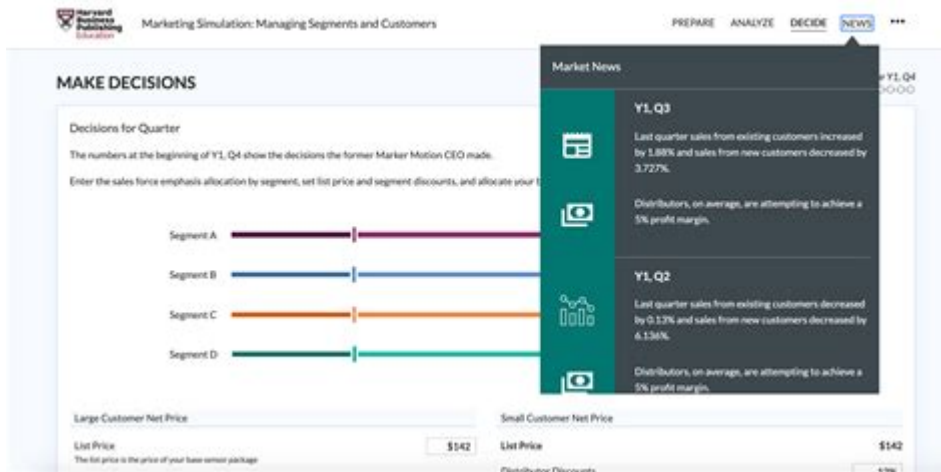 Harvard
Business
Publishing
Education
Marketing Simulation: Managing Segments and Customers
PREPARE ANALYZE DECIDE NEWS •••
MAKE DECISIONS
Y1, Q4
Decisions for Quarter
The numbers at the beginning of Y1, Q4 show the decisions the former Marker Motion CEO made.
Enter the sales force emphasis allocation by segment, set list price and segment discounts, and allocate your
Segment A
Segment B
Segment C
Segment D
Market News
Y1, Q3
Last quarter sales from existing customers increased
by 1.88% and sales from new customers decreased by
3.727%.
Distributors, on average, are attempting to achieve a
5% profit margin.
Y1, Q2
Last quarter sales from existing customers decreased
by 0.13% and sales from new customers decreased by
6.136%.
Distributors, on average, are attempting to achieve a
5% profit margin.
Large Customer Net Price
List Price $142
The list price is the price of your base sensor package
Small Customer Net Price
List Price $142
Distributor Discounts